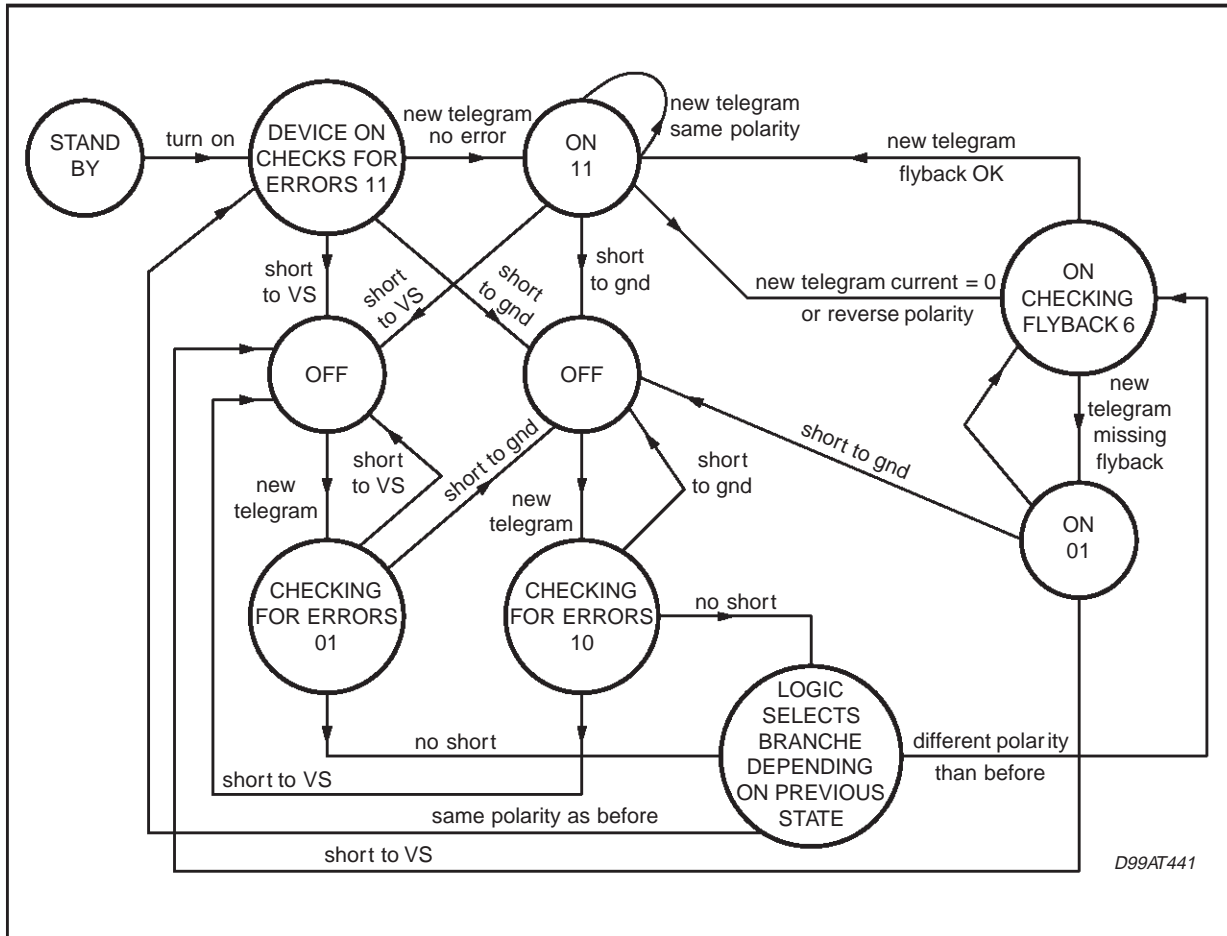 STAND
BY
turn on
DEVICE ON
CHECKS FOR
ERRORS 11
new telegram
no error
ON
11
new telegram
same polarity
new telegram
flyback OK
short
to VS
short
to VS
short
to gnd
short
to gnd
new telegram current = 0
or reverse polarity
ON
CHECKING
FLYBACK 6
OFF
OFF
new
telegram
missing
flyback
new
telegram
short
to VS
short to gnd
new
telegram
short
to gnd
short to gnd
ON
01
CHECKING
FOR ERRORS
01
CHECKING
FOR ERRORS
10
no short
LOGIC
SELECTS
BRANCHE
DEPENDING
ON PREVIOUS
STATE
no short
different polarity
than before
short to VS
same polarity as before
short to VS
D99AT441